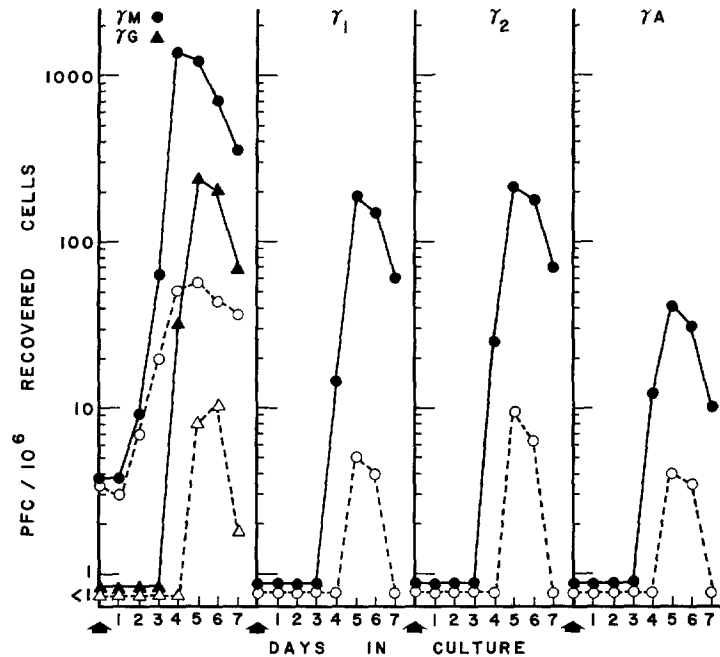 γM ●
γG ▲
γ1
γ2
γA
1000
100
10
1
<1
PFC / 10^6 RECOVERED CELLS
1 2 3 4 5 6 7
1 2 3 4 5 6 7
1 2 3 4 5 6 7
1 2 3 4 5 6 7
DAYS IN CULTURE